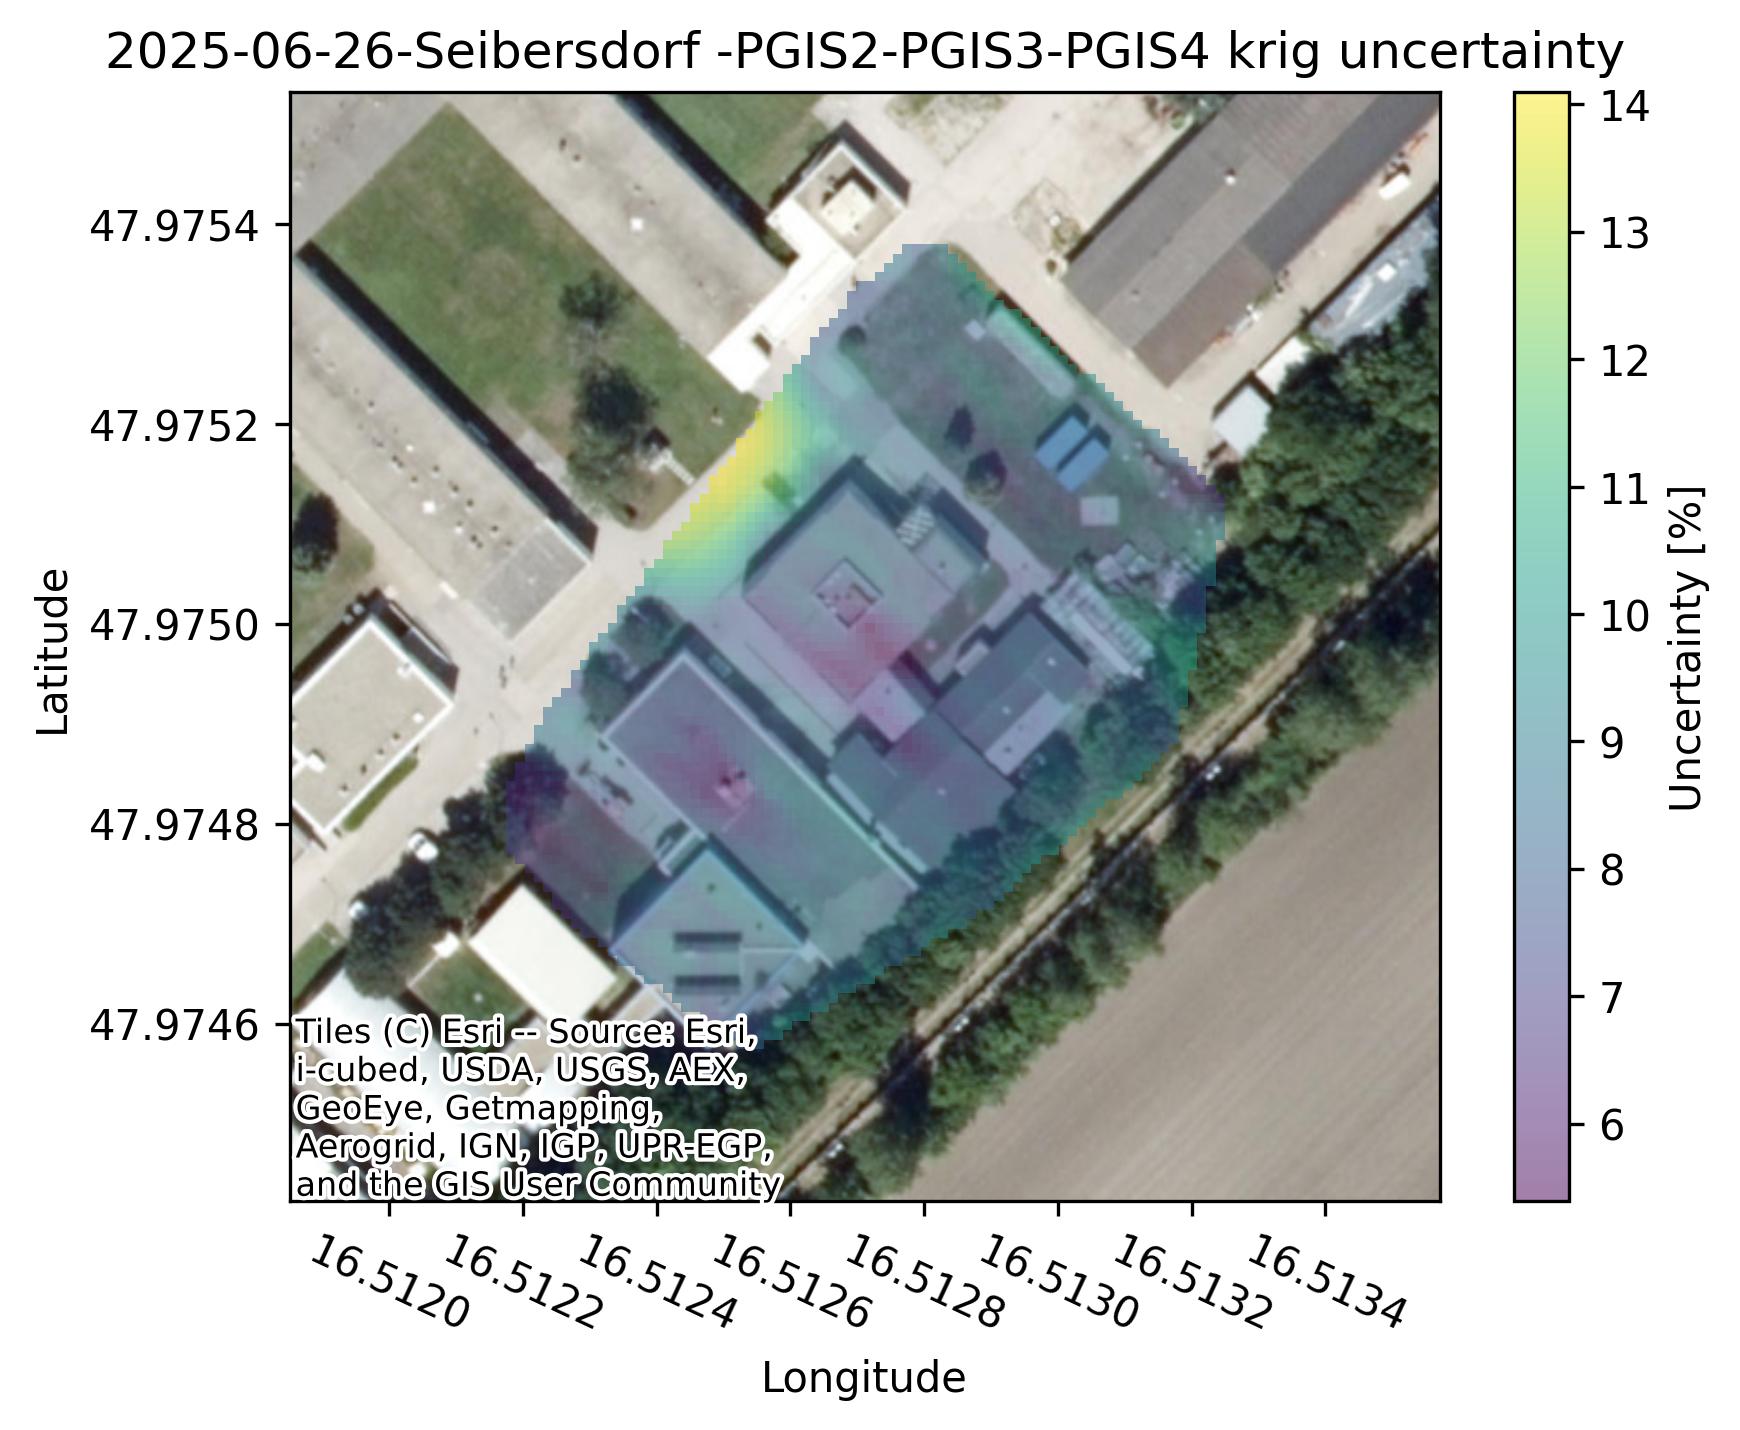 2025-06-26-Seibersdorf -PGIS2-PGIS3-PGIS4 krig uncertainty
14
13
12
11
10
9
8
7
6
Uncertainty [%]
Latitude
47.9754
47.9752
47.9750
47.9748
47.9746
Tiles (C) Esri -- Source: Esri,
i-cubed, USDA, USGS, AEX,
GeoEye, Getmapping,
Aerogrid, IGN, IGP, UPR-EGP,
and the GIS User Community
16.5120
16.5122
16.5124
16.5126
16.5128
16.5130
16.5132
16.5134
Longitude